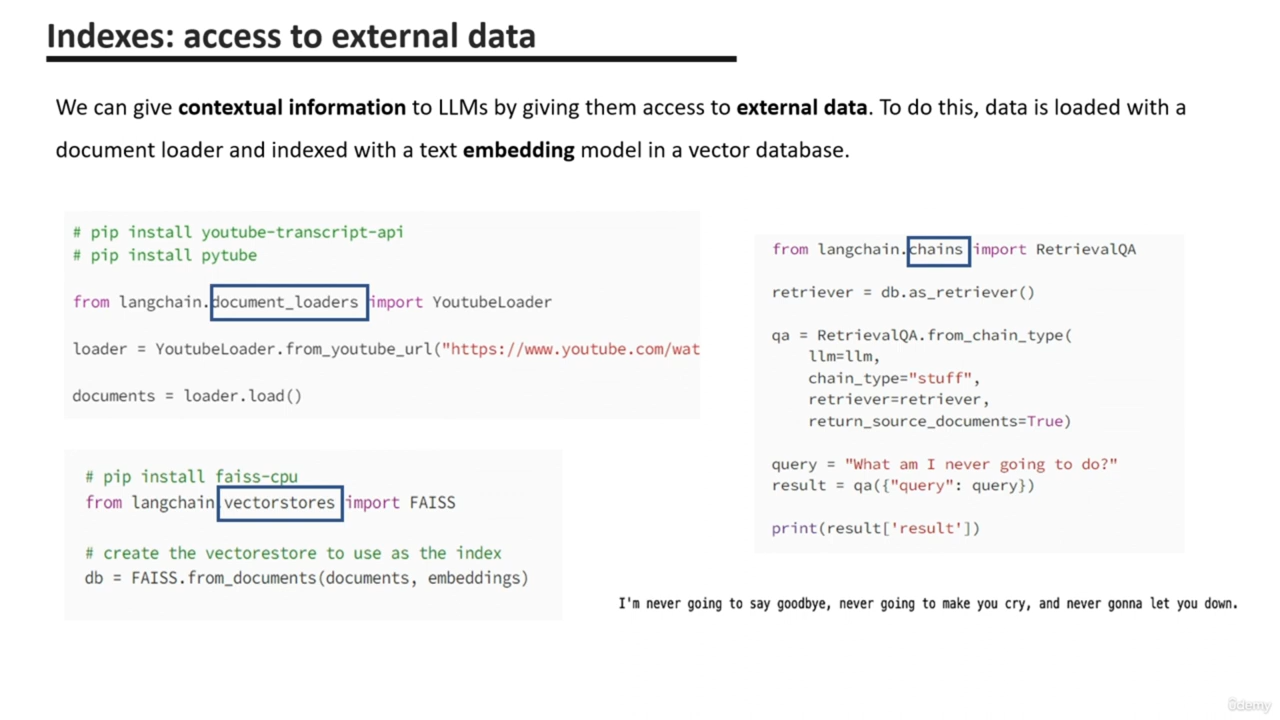 Indexes: access to external data
We can give contextual information to LLMs by giving them access to external data. To do this, data is loaded with a
document loader and indexed with a text embedding model in a vector database.
# pip install youtube-transcript-api
# pip install pytube
from langchain.document_loaders import YoutubeLoader
loader = YoutubeLoader.from_youtube_url("https://www.youtube.com/wat
documents = loader.load()
# pip install faiss-cpu
from langchain.vectorstores import FAISS
# create the vectorestore to use as the index
db = FAISS.from_documents(documents, embeddings)
from langchain.chains import RetrievalQA
retriever = db.as_retriever()
qa = RetrievalQA.from_chain_type(
llm=llm,
chain_type="stuff",
retriever=retriever,
return_source_documents=True)
query = "What am I never going to do?"
result = qa({"query": query})
print(result['result'])
I'm never going to say goodbye, never going to make you cry, and never gonna let you down.
ûdemy